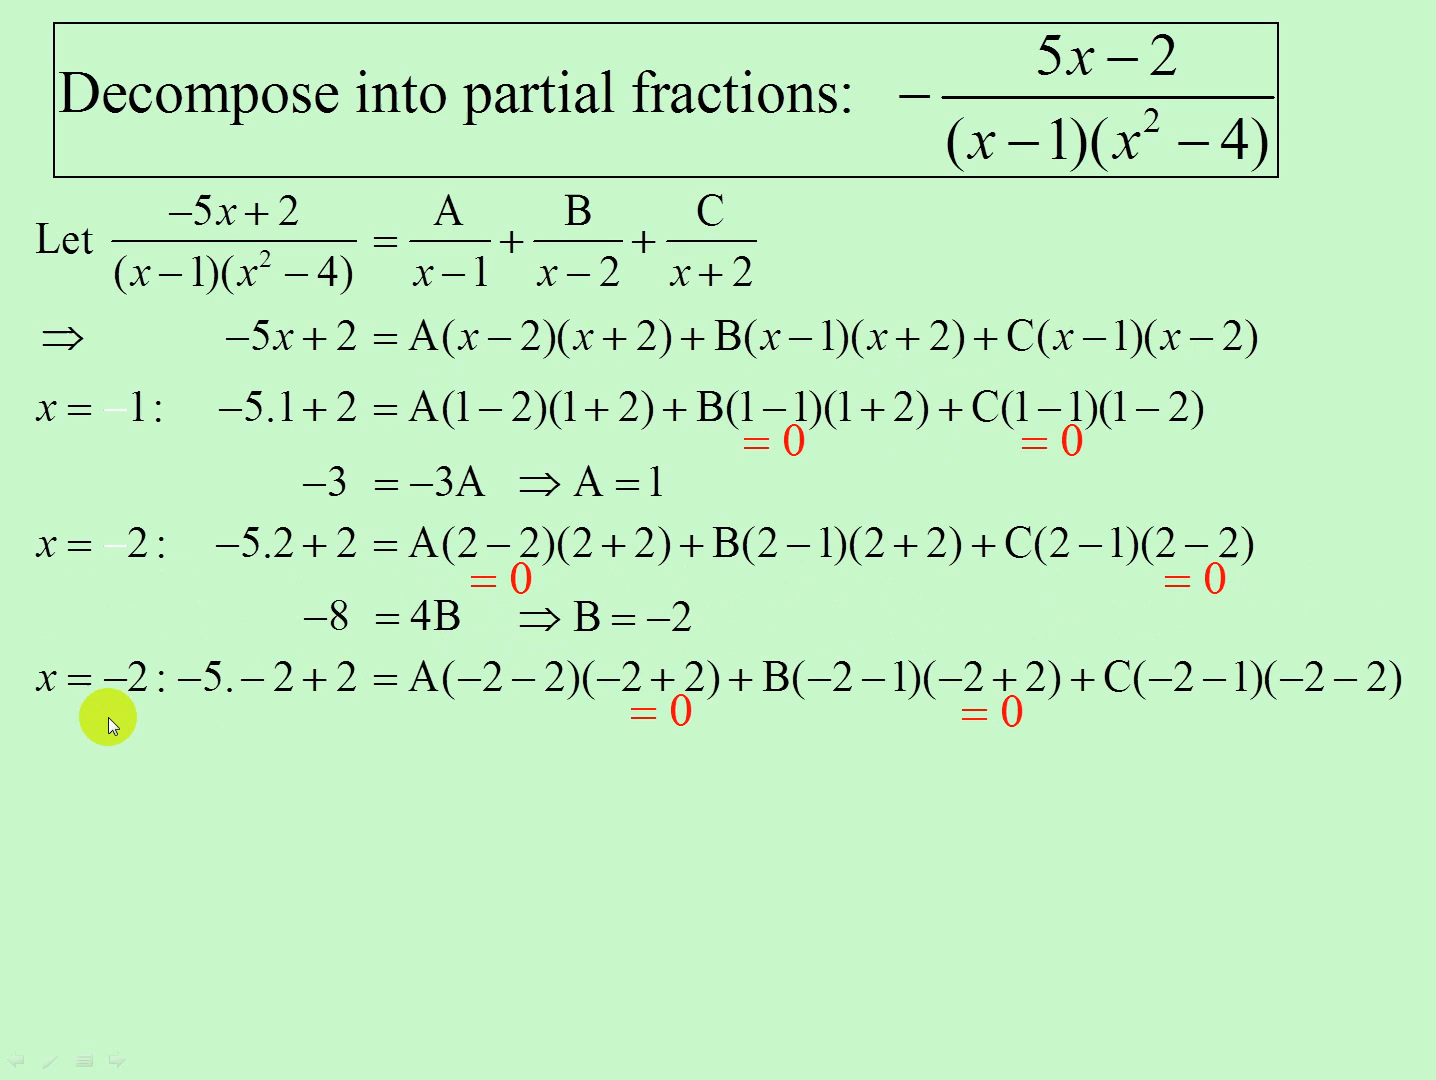 Decompose into partial fractions: −(5x − 2)/((x − 1)(x² − 4))
Let (−5x + 2)/((x − 1)(x² − 4)) = A/(x − 1) + B/(x − 2) + C/(x + 2)
⇒ −5x + 2 = A(x − 2)(x + 2) + B(x − 1)(x + 2) + C(x − 1)(x − 2)
x = −1 : −5.1 + 2 = A(1 − 2)(1 + 2) + B(1 − 1)(1 + 2) + C(1 − 1)(1 − 2)
= 0 = 0
−3 = −3A ⇒ A = 1
x = −2 : −5.2 + 2 = A(2 − 2)(2 + 2) + B(2 − 1)(2 + 2) + C(2 − 1)(2 − 2)
= 0 = 0
−8 = 4B ⇒ B = −2
x = −2 : −5. − 2 + 2 = A(−2 − 2)(−2 + 2) + B(−2 − 1)(−2 + 2) + C(−2 − 1)(−2 − 2)
= 0 = 0